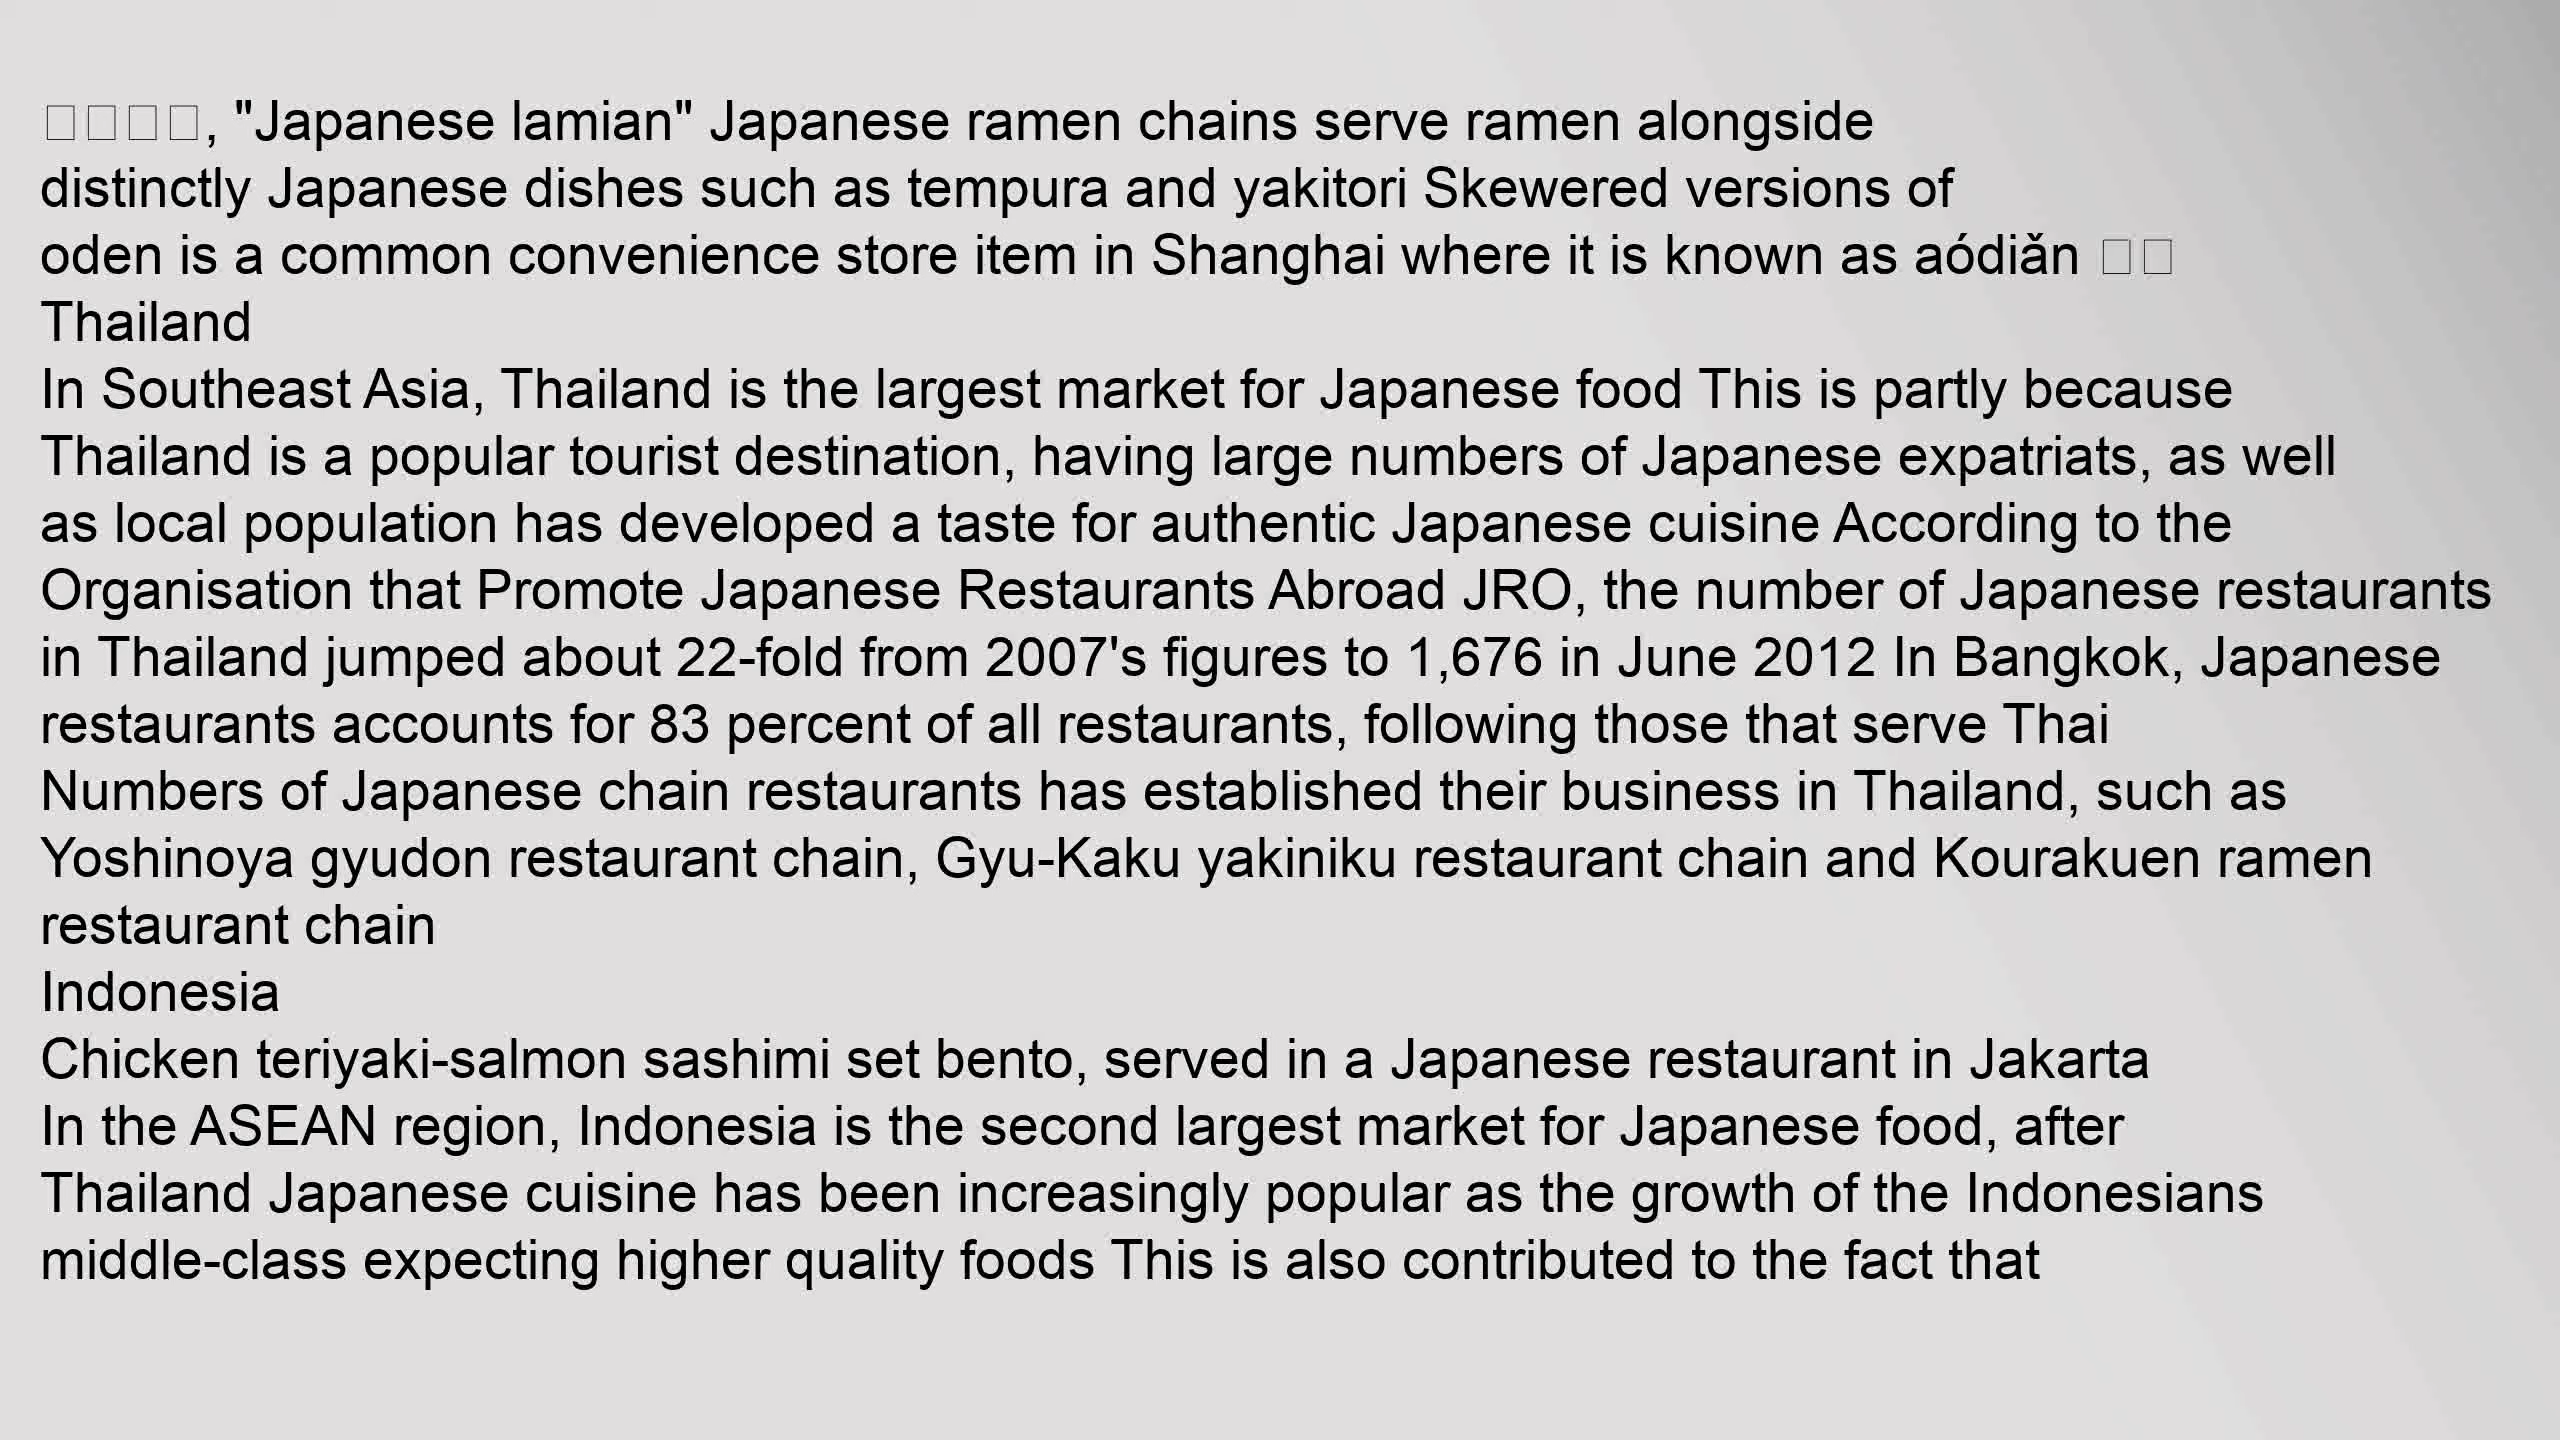 □□□□, "Japanese lamian" Japanese ramen chains serve ramen alongside
distinctly Japanese dishes such as tempura and yakitori Skewered versions of
oden is a common convenience store item in Shanghai where it is known as aódiǎn □□
Thailand
In Southeast Asia, Thailand is the largest market for Japanese food This is partly because
Thailand is a popular tourist destination, having large numbers of Japanese expatriats, as well
as local population has developed a taste for authentic Japanese cuisine According to the
Organisation that Promote Japanese Restaurants Abroad JRO, the number of Japanese restaurants
in Thailand jumped about 22-fold from 2007's figures to 1,676 in June 2012 In Bangkok, Japanese
restaurants accounts for 83 percent of all restaurants, following those that serve Thai
Numbers of Japanese chain restaurants has established their business in Thailand, such as
Yoshinoya gyudon restaurant chain, Gyu-Kaku yakiniku restaurant chain and Kourakuen ramen
restaurant chain
Indonesia
Chicken teriyaki-salmon sashimi set bento, served in a Japanese restaurant in Jakarta
In the ASEAN region, Indonesia is the second largest market for Japanese food, after
Thailand Japanese cuisine has been increasingly popular as the growth of the Indonesians
middle-class expecting higher quality foods This is also contributed to the fact that